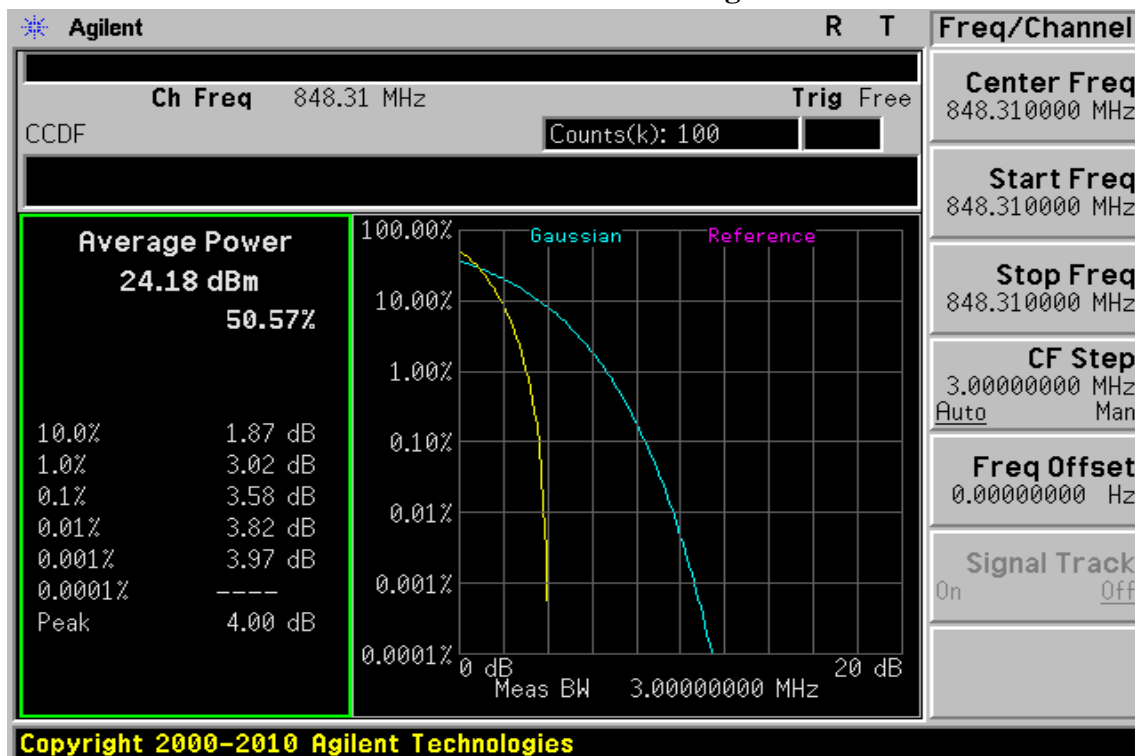 Agilent R T
Freq/Channel
Ch Freq 848.31 MHz Trig Free
CCDF Counts(k): 100
Average Power
24.18 dBm
50.57%
10.0% 1.87 dB
1.0% 3.02 dB
0.1% 3.58 dB
0.01% 3.82 dB
0.001% 3.97 dB
0.0001% ----
Peak 4.00 dB
Gaussian Reference
100.00%
10.00%
1.00%
0.10%
0.01%
0.001%
0.0001%
0 dB 20 dB
Meas BW 3.00000000 MHz
Center Freq
848.310000 MHz
Start Freq
848.310000 MHz
Stop Freq
848.310000 MHz
CF Step
3.00000000 MHz
Auto Man
Freq Offset
0.00000000 Hz
Signal Track
On Off
Copyright 2000-2010 Agilent Technologies